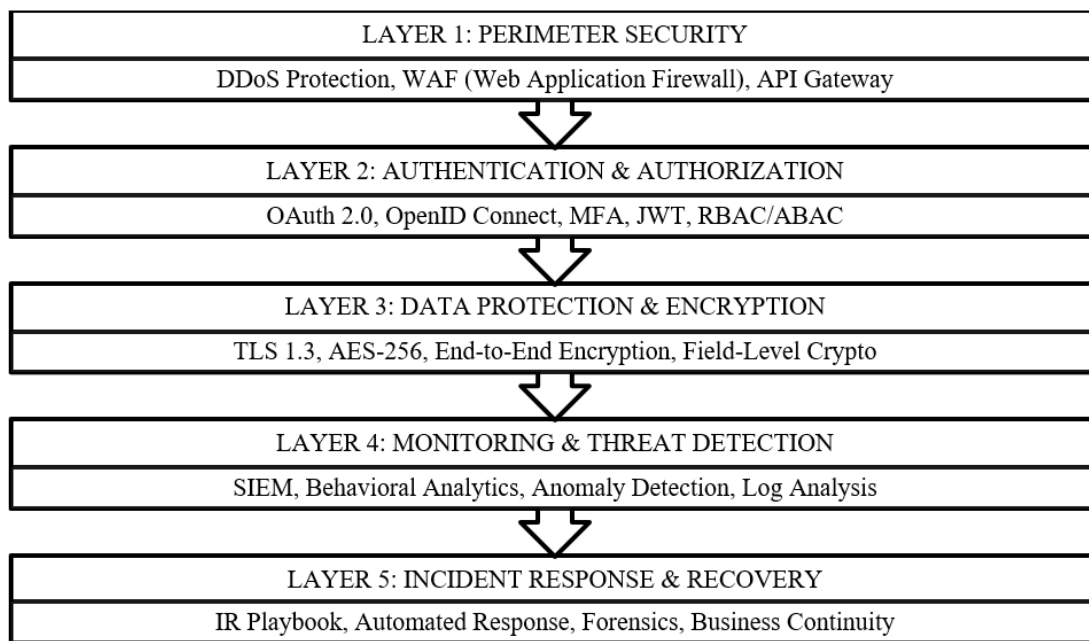 LAYER 1: PERIMETER SECURITY
DDoS Protection, WAF (Web Application Firewall), API Gateway
LAYER 2: AUTHENTICATION & AUTHORIZATION
OAuth 2.0, OpenID Connect, MFA, JWT, RBAC/ABAC
LAYER 3: DATA PROTECTION & ENCRYPTION
TLS 1.3, AES-256, End-to-End Encryption, Field-Level Crypto
LAYER 4: MONITORING & THREAT DETECTION
SIEM, Behavioral Analytics, Anomaly Detection, Log Analysis
LAYER 5: INCIDENT RESPONSE & RECOVERY
IR Playbook, Automated Response, Forensics, Business Continuity